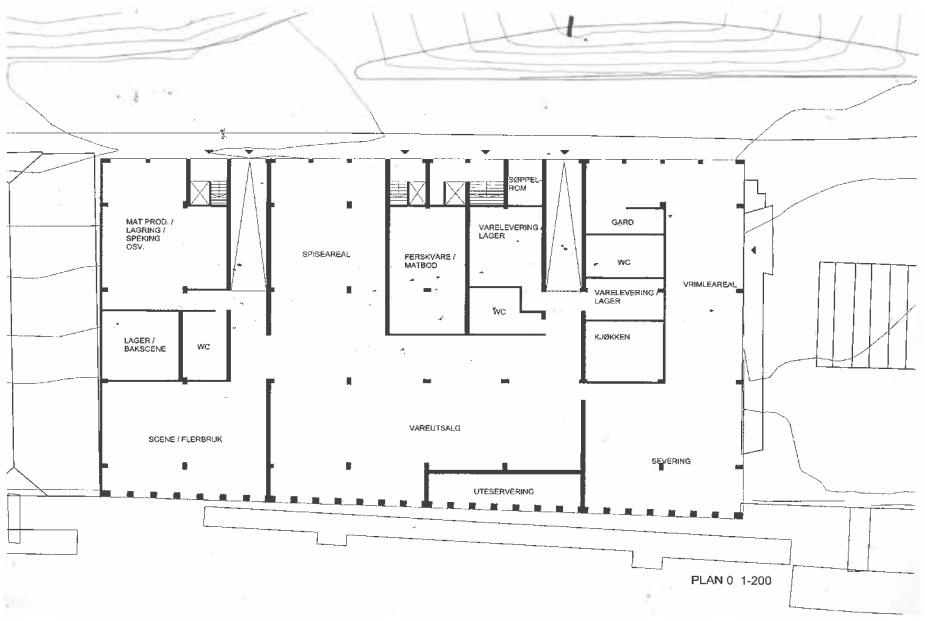 SØPPEL-
ROM
MAT PROD. /
LAGRING /
SPEKING
OSV.
SPISEAREAL
FERSKVARE /
MATBOD
VARELEVERING /
LAGER
GARD
WC
VRIMLEAREAL
VARELEVERING /
LAGER
WC
KJØKKEN
LAGER /
BAKSCENE
WC
SCENE / FLERBRUK
VAREUTSALG
SEVERING
UTESERVERING
PLAN 0 1-200